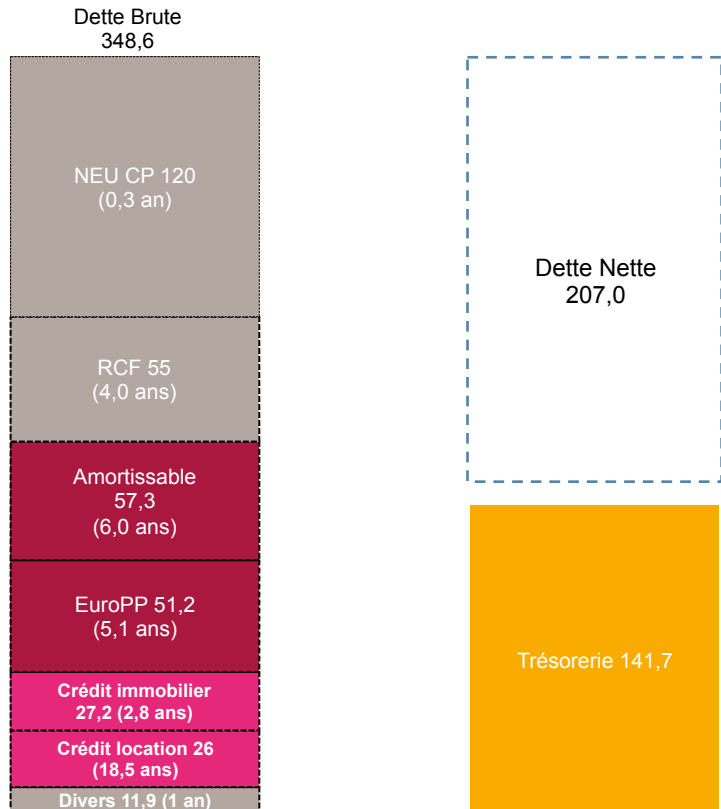 Dette Brute
348,6
NEU CP 120
(0,3 an)
RCF 55
(4,0 ans)
Amortissable
57,3
(6,0 ans)
EuroPP 51,2
(5,1 ans)
Crédit immobilier
27,2 (2,8 ans)
Crédit location 26
(18,5 ans)
Divers 11,9 (1 an)
Dette Nette
207,0
Trésorerie 141,7